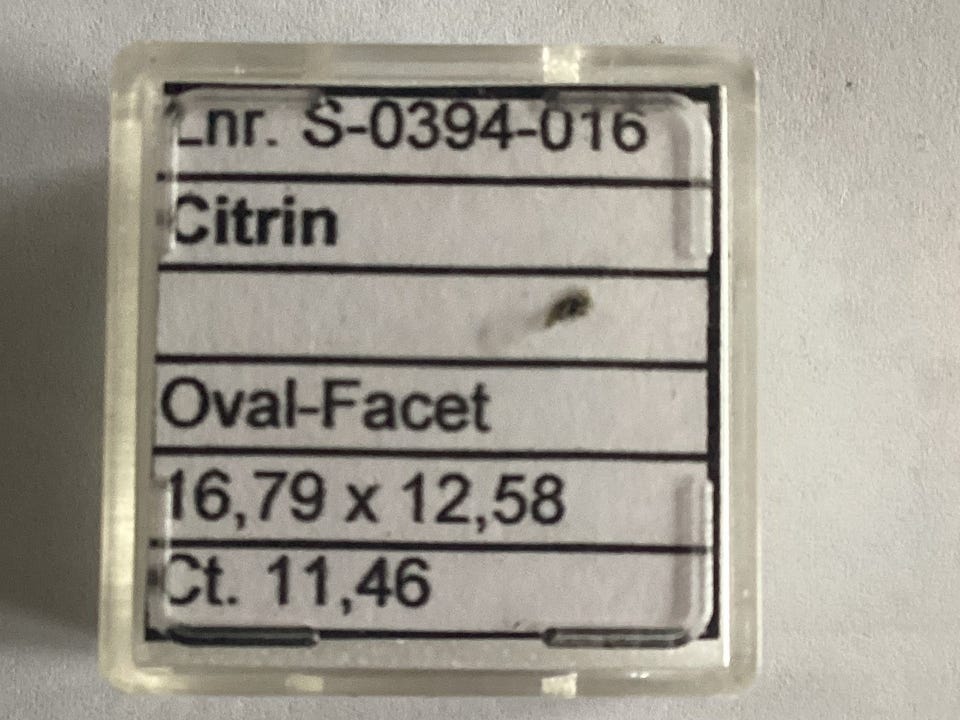 Lnr. S-0394-016
Citrin
Oval-Facet
16,79 x 12,58
Ct. 11,46